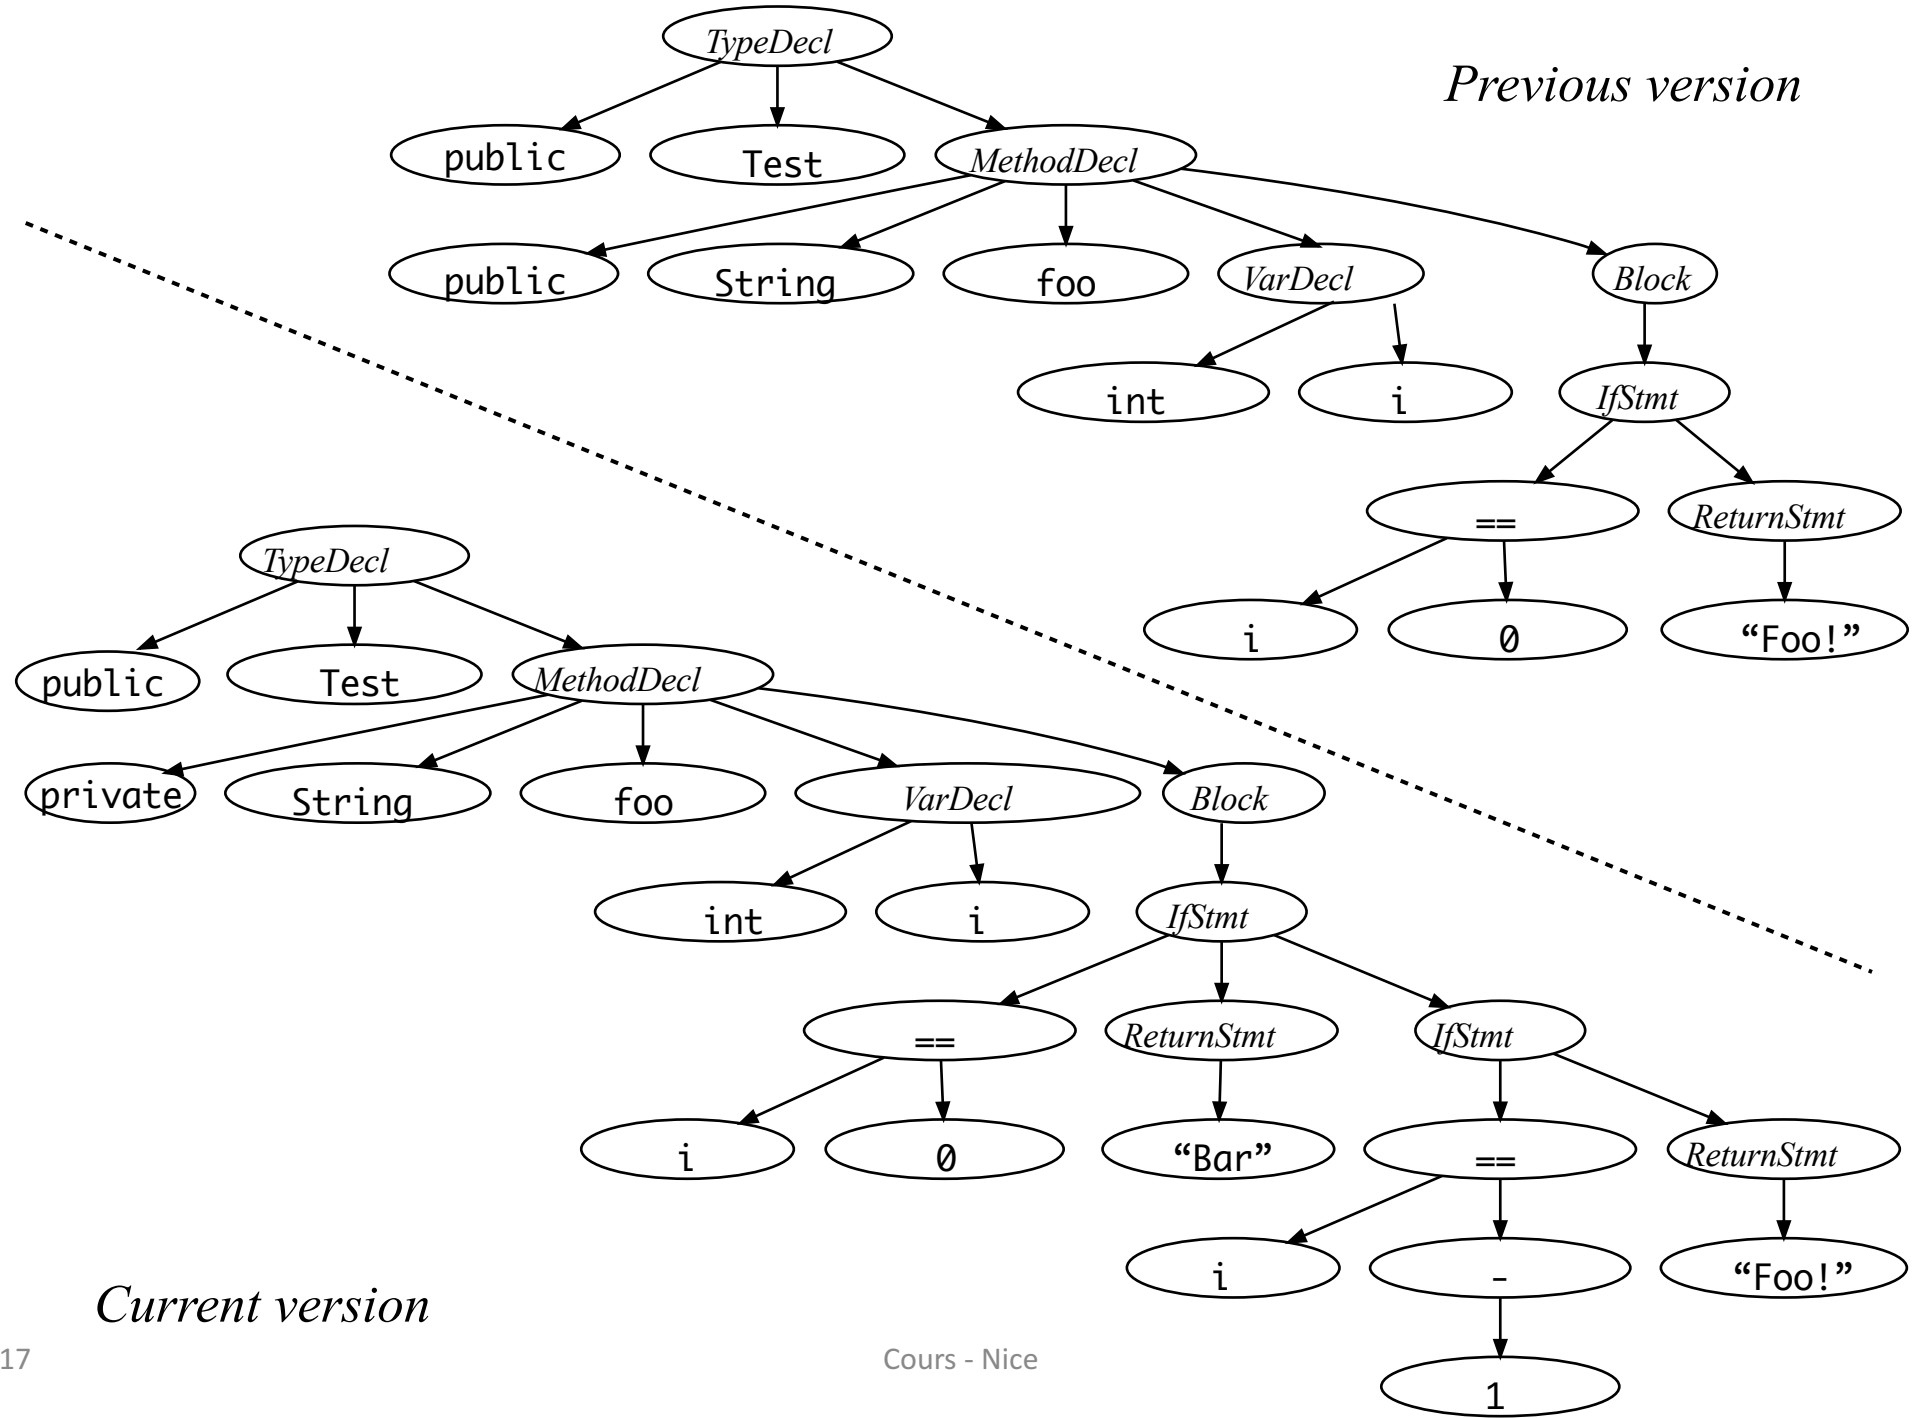 TypeDecl
Previous version
public Test MethodDecl
public String foo VarDecl Block
int i IfStmt
== ReturnStmt
i 0 “Foo!”
TypeDecl
public Test MethodDecl
private String foo VarDecl Block
int i IfStmt
== ReturnStmt IfStmt
i 0 “Bar” == ReturnStmt
i - “Foo!”
Current version
17 Cours - Nice
1